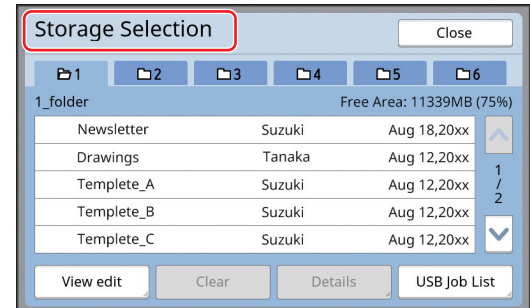 Storage Selection
Close
1 2 3 4 5 6
1_folder Free Area: 11339MB (75%)
Newsletter Suzuki Aug 18,20xx
Drawings Tanaka Aug 12,20xx
Templete_A Suzuki Aug 12,20xx
Templete_B Suzuki Aug 12,20xx
Templete_C Suzuki Aug 12,20xx
1
/
2
View edit Clear Details USB Job List